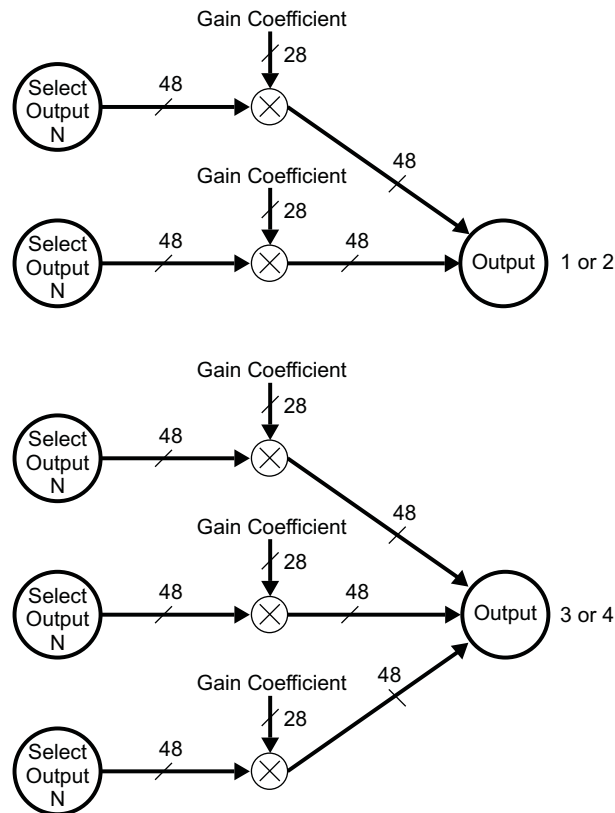 Gain Coefficient
28
48
Select
Output
N
48
Gain Coefficient
28
48
48
Select
Output
N
Output
1 or 2
Gain Coefficient
28
48
Select
Output
N
48
Gain Coefficient
28
48
48
Select
Output
N
Output
3 or 4
Gain Coefficient
48
28
48
Select
Output
N